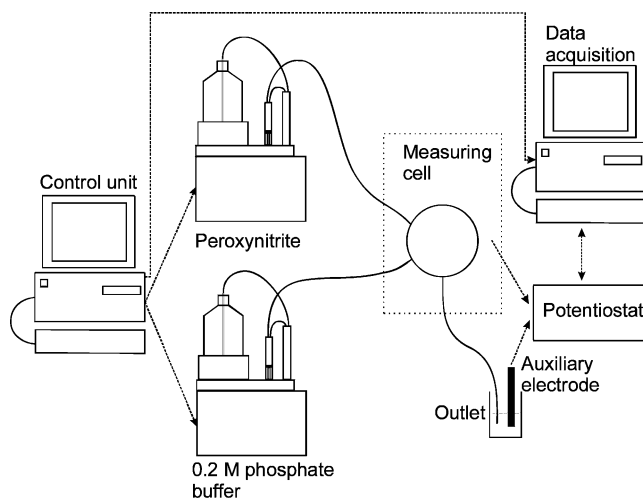 Data
acquisition
Measuring
cell
Control unit
Peroxynitrite
Potentiostat
Auxiliary
electrode
Outlet
0.2 M phosphate
buffer